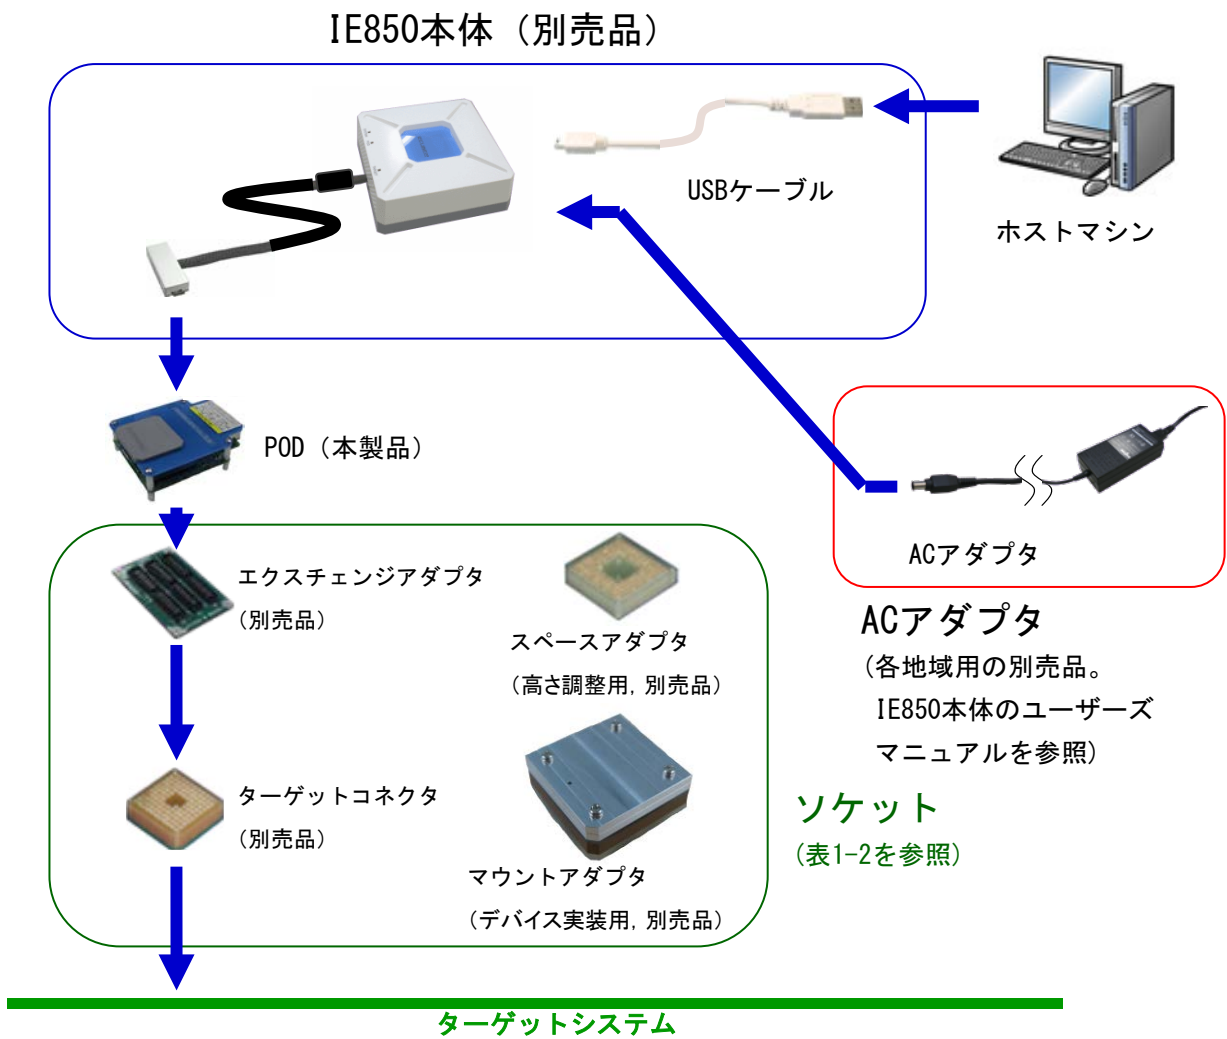 IE850本体（別売品）
USBケーブル
ホストマシン
POD（本製品）
ACアダプタ
エクスチェンジアダプタ
（別売品）
スペースアダプタ
（高さ調整用, 別売品）
ACアダプタ
（各地域用の別売品。
IE850本体のユーザーズ
マニュアルを参照）
ターゲットコネクタ
（別売品）
ソケット
（表1-2を参照）
マウントアダプタ
（デバイス実装用, 別売品）
ターゲットシステム